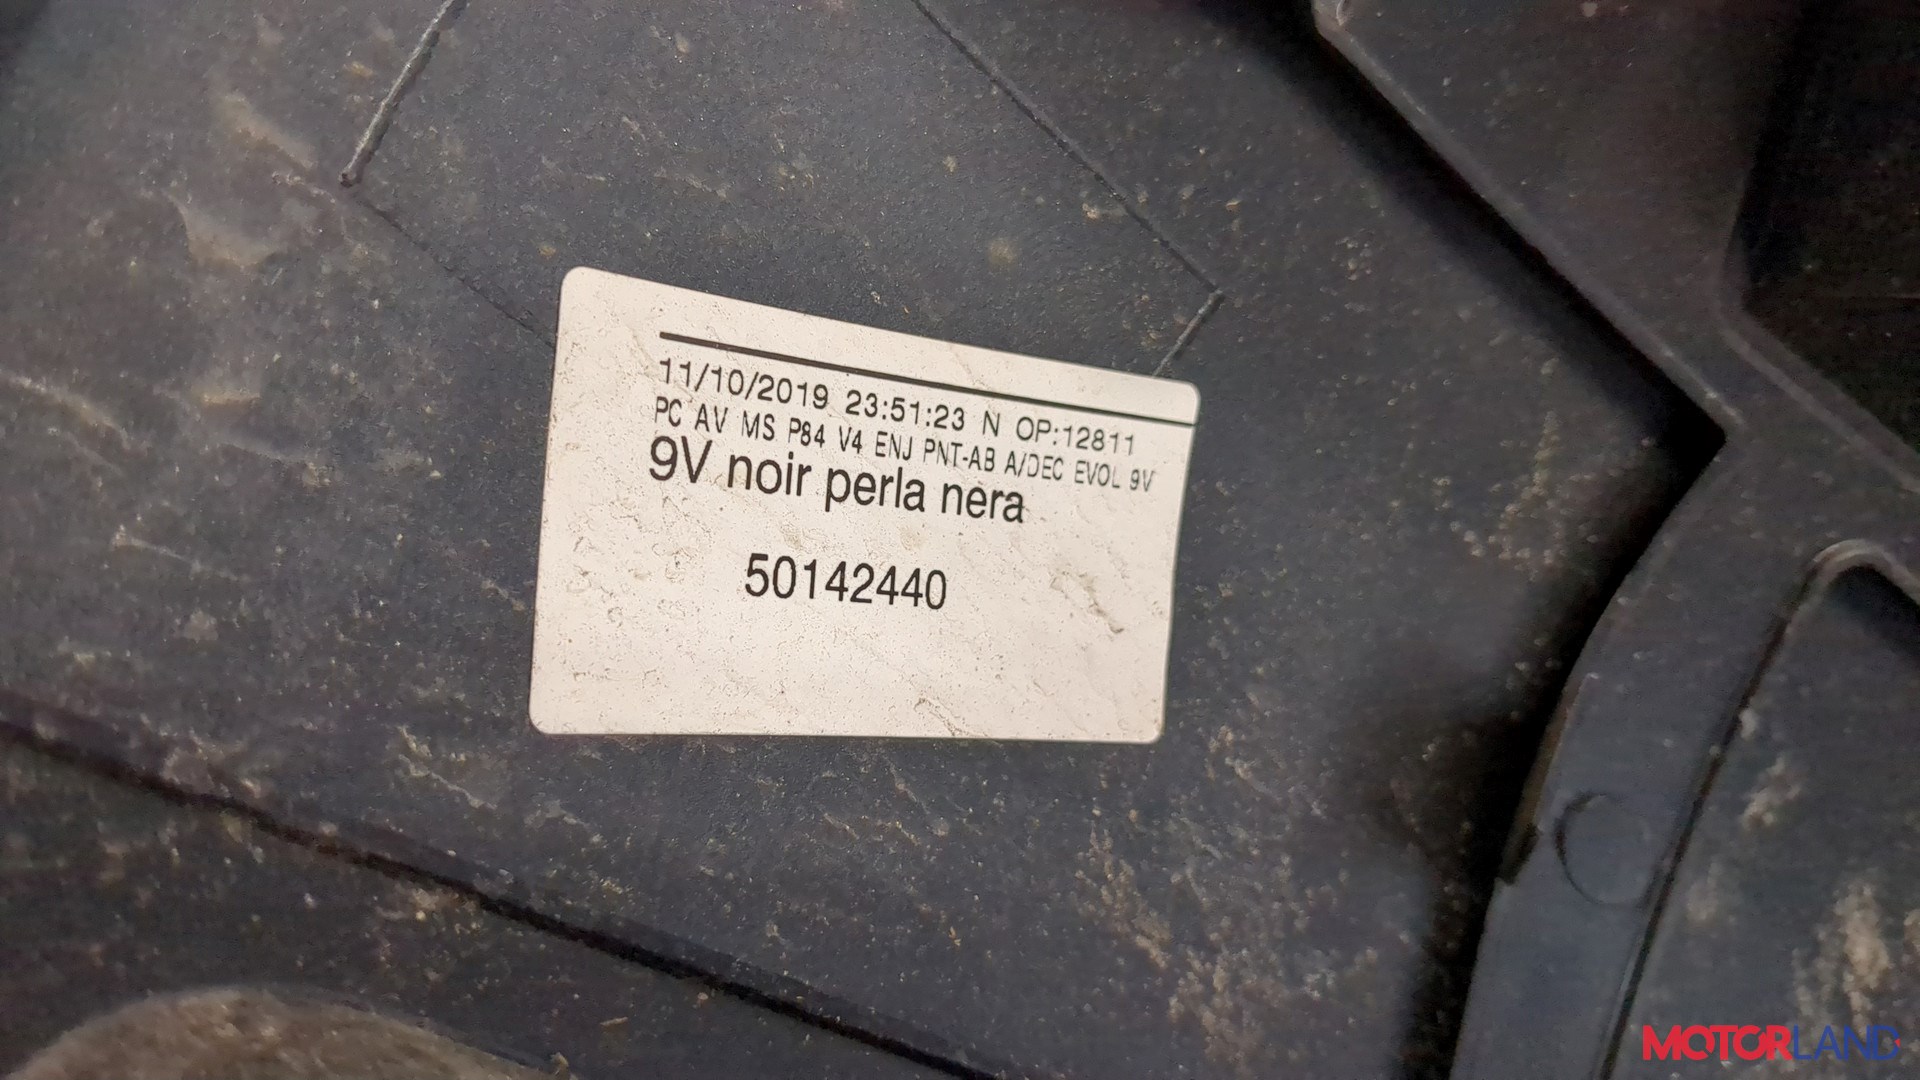 11/10/2019 23:51:23 N OP:12811
PC AV MS P84 V4 ENJ PNT-AB A/DEC EVOL 9V
9V noir perla nera
50142440
MOTORLAND